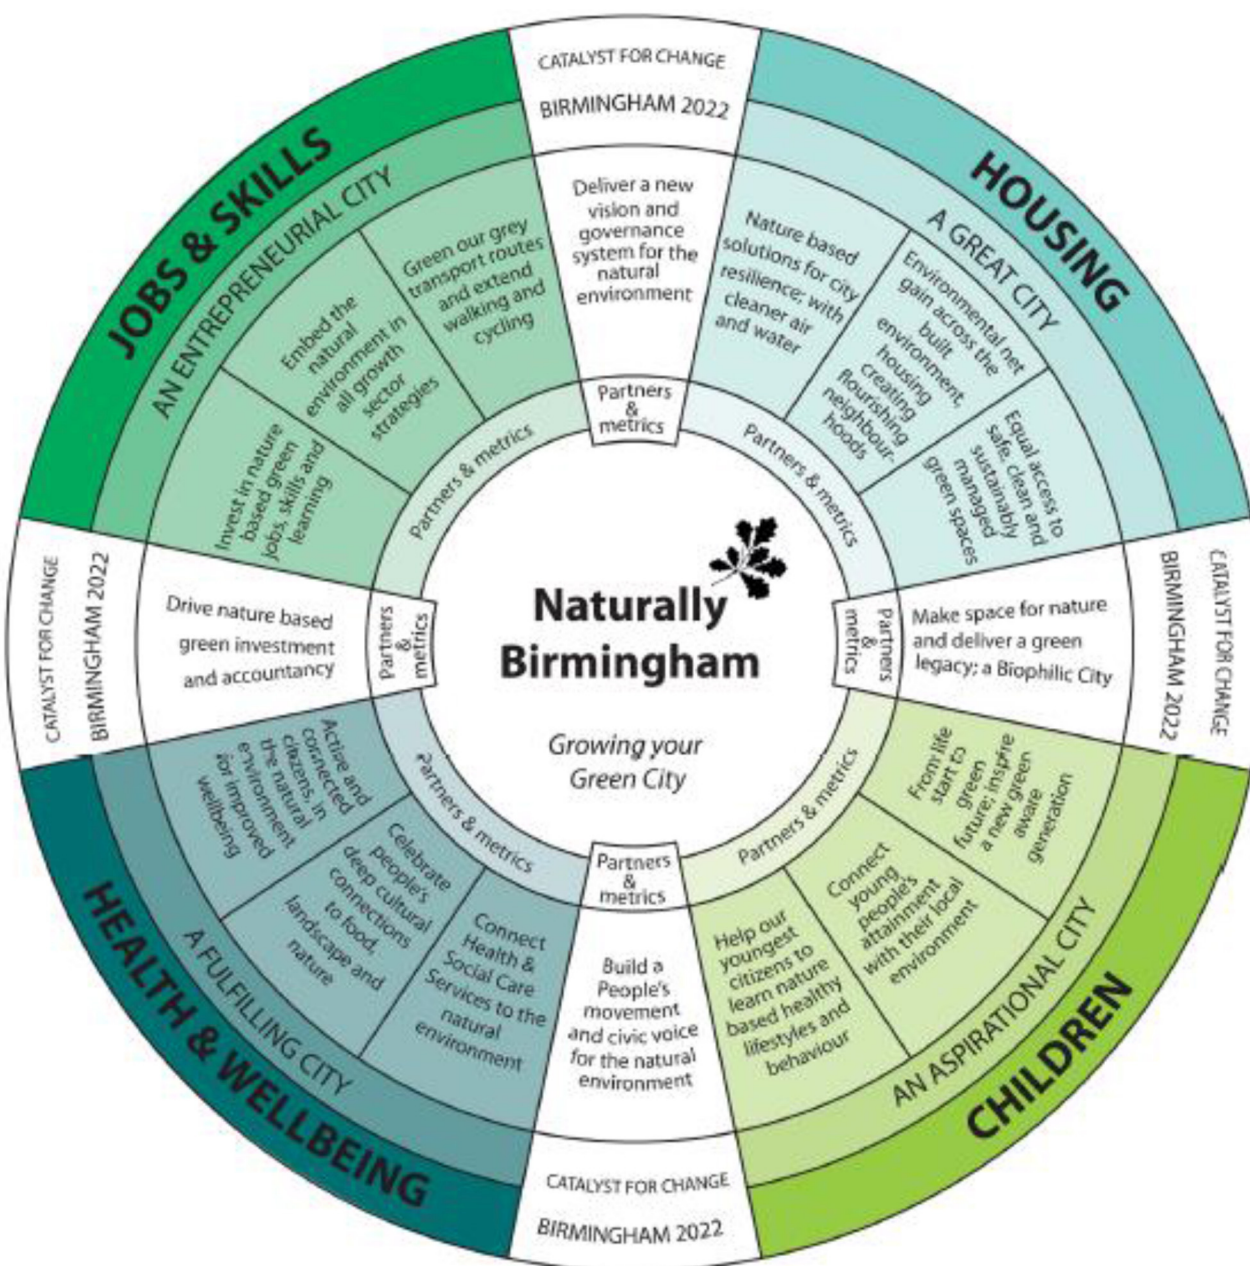 CATALYST FOR CHANGE
BIRMINGHAM 2022
Deliver a new
vision and
governance
system for the
natural
environment
Partners
&
metrics
HOUSING
A GREAT CITY
Nature based
solutions for city
resilience; with
cleaner air
and water
Environmental net
gain across the
built
environment,
housing
creating
flourishing
neighbour-
hoods
Equal access to
safe, clean and
sustainably
managed
green spaces
Partners & metrics
CATALYST FOR CHANGE
BIRMINGHAM 2022
Make space for nature
and deliver a green
legacy; a Biophilic City
Partners
&
metrics
CHILDREN
AN ASPIRATIONAL CITY
From life
start to
green
future; inspire
a new green
aware
generation
Connect
young
people's
attainment
with their local
environment
Help our
youngest
citizens to
learn nature
based healthy
lifestyles and
behaviour
Partners & metrics
CATALYST FOR CHANGE
BIRMINGHAM 2022
Build a
People's
movement
and civic voice
for the natural
environment
Partners
&
metrics
HEALTH & WELLBEING
A FULFILLING CITY
Connect
Health &
Social Care
Services to the
natural
environment
Celebrate
people's
deep cultural
connections
to food,
landscape and
nature
Active and
connected
citizens, in
the natural
environment
for improved
wellbeing
Partners & metrics
CATALYST FOR CHANGE
BIRMINGHAM 2022
Drive nature based
green investment
and accountancy
Partners
&
metrics
JOBS & SKILLS
AN ENTREPRENEURIAL CITY
Invest in nature
based green
jobs, skills and
learning
Embed the
natural
environment in
all growth
sector
strategies
Green our grey
transport routes
and extend
walking and
cycling
Partners & metrics
Naturally
Birmingham
Growing your
Green City